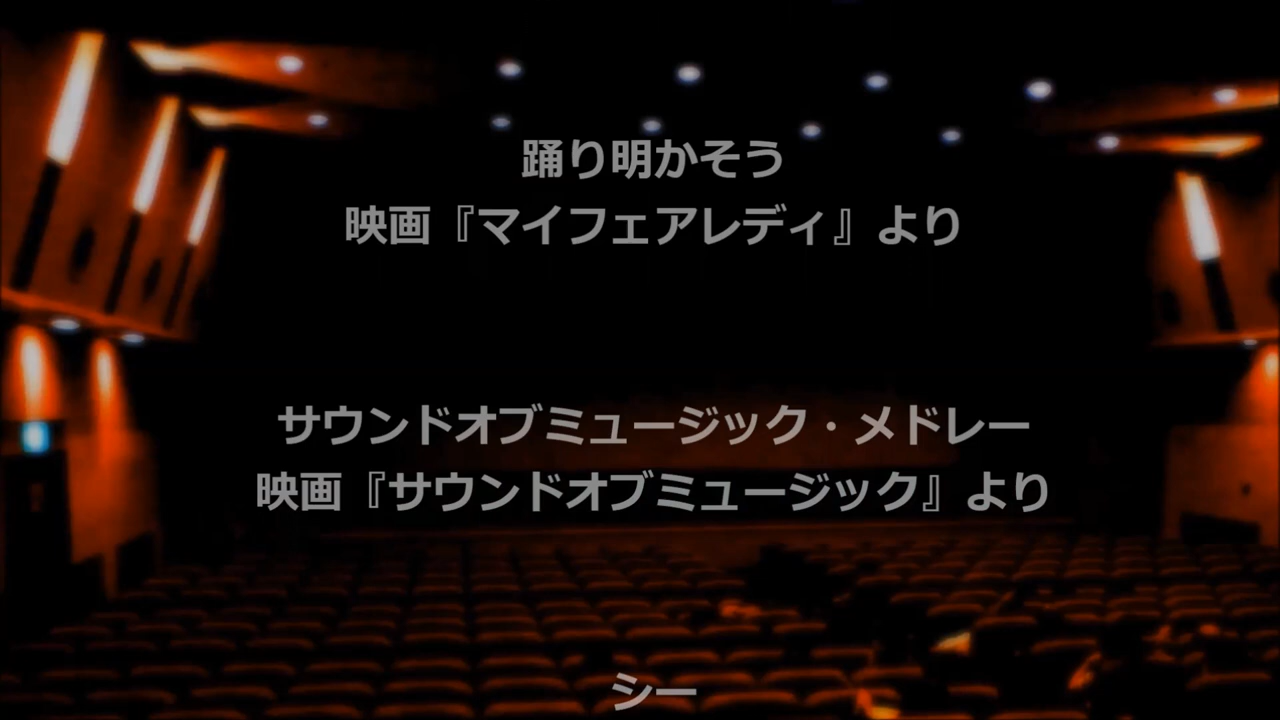 踊り明かそう
映画『マイフェアレディ』より
サウンドオブミュージック・メドレー
映画『サウンドオブミュージック』より
シー